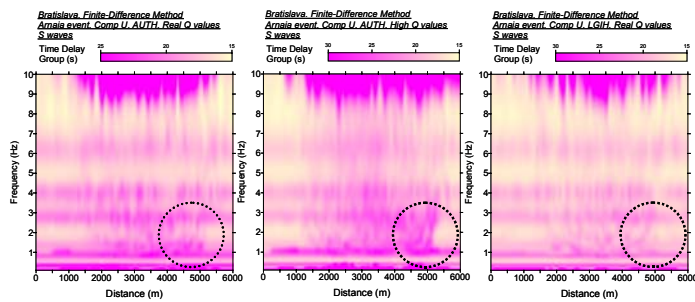 Bratislava. Finite-Difference Method
Arnaia event. Comp U. AUTH. Real Q values
S waves
Time Delay
Group (s)
25 20 15
Frequency (Hz)
10
9
8
7
6
5
4
3
2
1
0 1000 2000 3000 4000 5000 6000
Distance (m)
Bratislava. Finite-Difference Method
Arnaia event. Comp U. AUTH. High Q values
S waves
Time Delay
Group (s)
30 25 20 15
Frequency (Hz)
10
9
8
7
6
5
4
3
2
1
0 1000 2000 3000 4000 5000 6000
Distance (m)
Bratislava. Finite-Difference Method
Arnaia event. Comp U. LGIH. Real Q values
S waves
Time Delay
Group (s)
30 25 20 15
Frequency (Hz)
10
9
8
7
6
5
4
3
2
1
0 1000 2000 3000 4000 5000 6000
Distance (m)